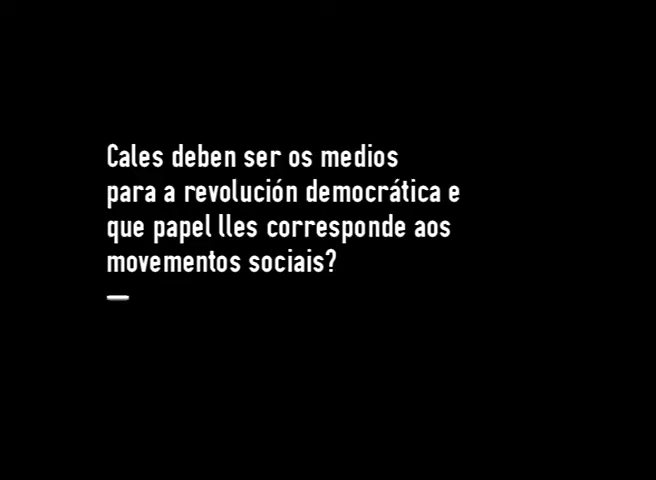 Cales deben ser os medios
para a revolución democrática e
que papel lles corresponde aos
movementos sociais?